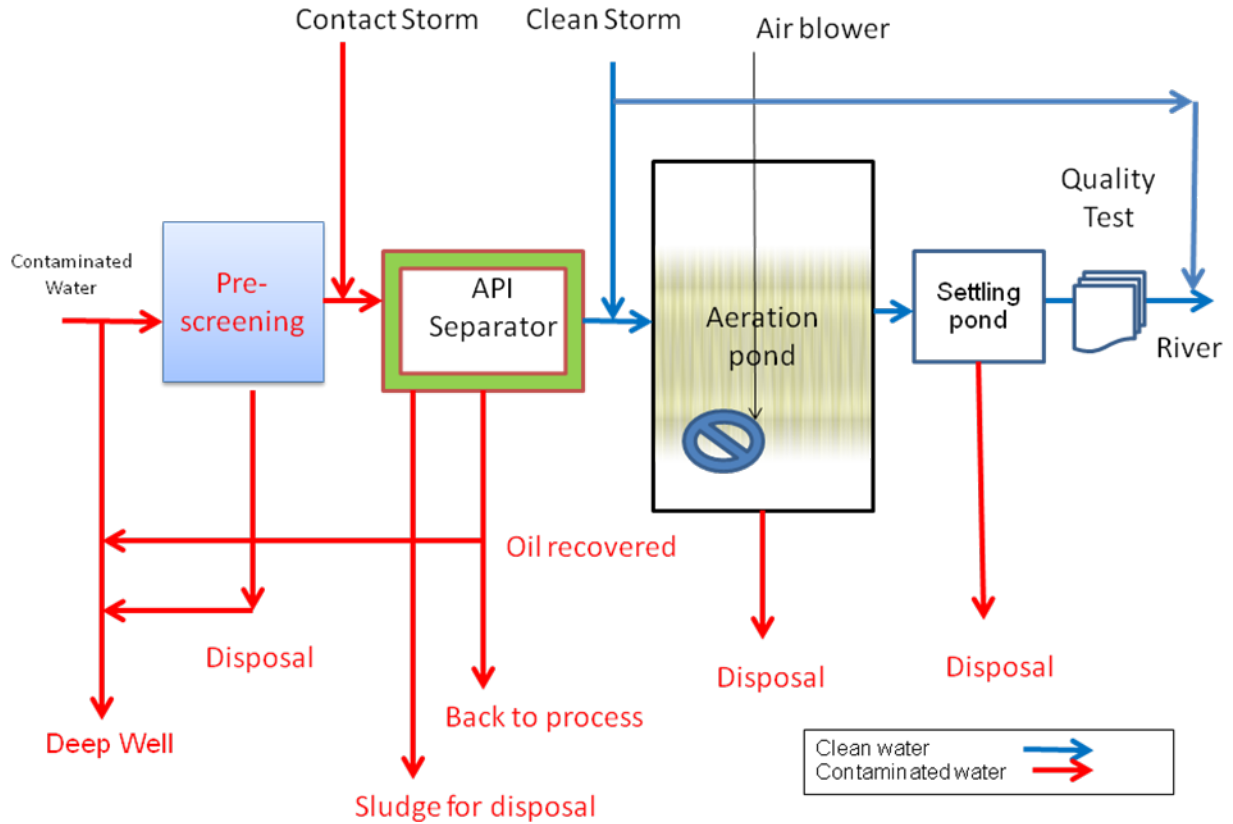 Contact Storm
Clean Storm
Air blower
Quality
Test
Contaminated
Water
Pre-
screening
API
Separator
Aeration
pond
Settling
pond
River
Oil recovered
Disposal
Disposal
Disposal
Back to process
Deep Well
Sludge for disposal
Clean water
Contaminated water